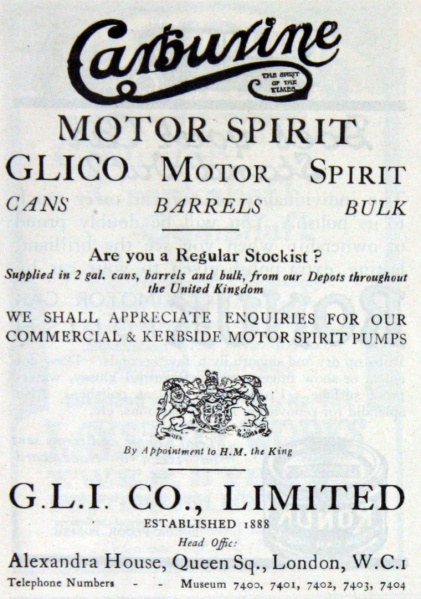 Carburine
THE SPIRIT
OF THE
TIMES
MOTOR SPIRIT
GLICO MOTOR SPIRIT
CANS BARRELS BULK
Are you a Regular Stockist?
Supplied in 2 gal. cans, barrels and bulk, from our Depots throughout
the United Kingdom
WE SHALL APPRECIATE ENQUIRIES FOR OUR
COMMERCIAL & KERBSIDE MOTOR SPIRIT PUMPS
By Appointment to H.M. the King
G.L.I. CO., LIMITED
ESTABLISHED 1888
Head Office:
Alexandra House, Queen Sq., London, W.C.1
Telephone Numbers - - Museum 7400, 7401, 7402, 7403, 7404